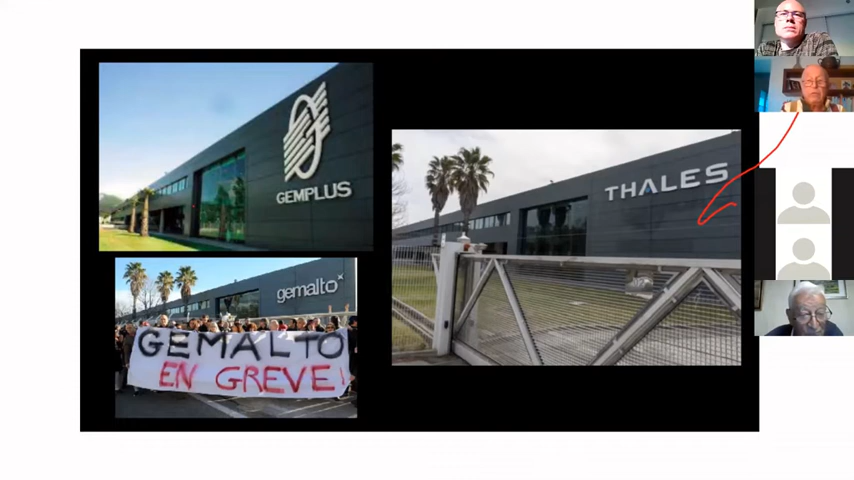 GEMPLUS
THALES
gemalto
GEMALTO
EN GREVE!